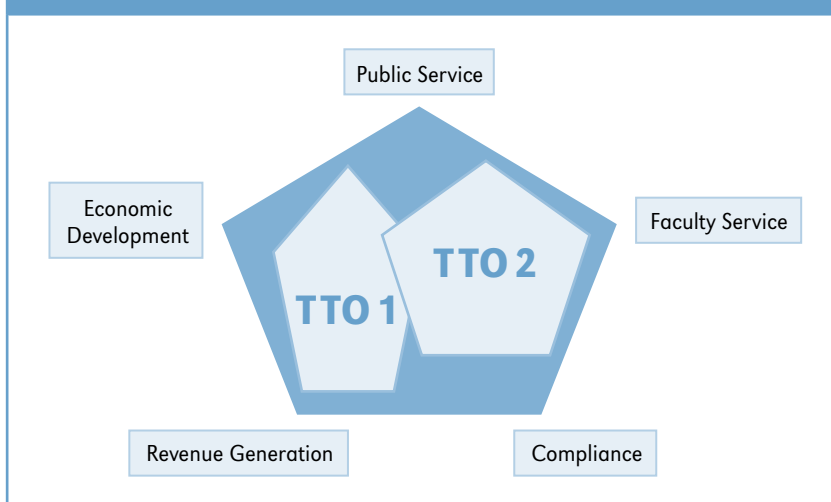 Public Service
Economic
Development
Faculty Service
TTO 2
TTO 1
Revenue Generation
Compliance